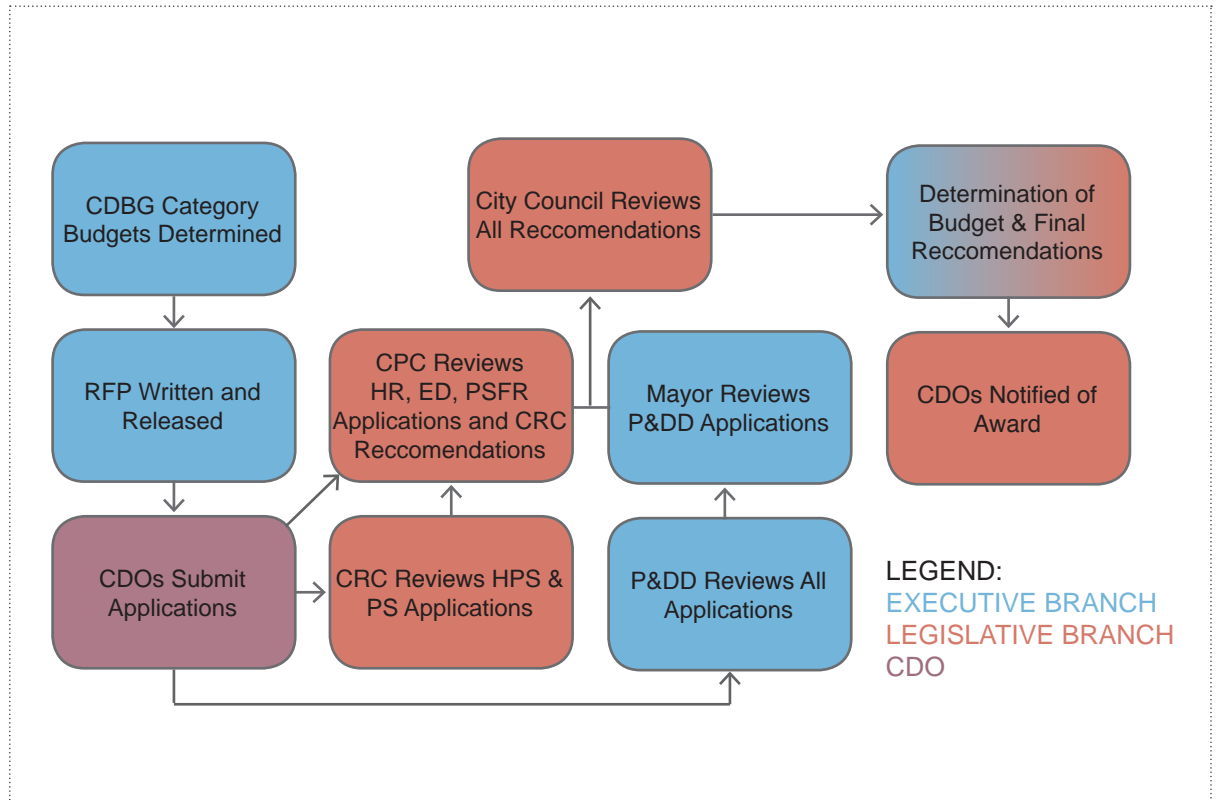 CDBG Category
Budgets Determined
RFP Written and
Released
CDOs Submit
Applications
CPC Reviews
HR, ED, PSFR
Applications and CRC
Reccomendations
CRC Reviews HPS &
PS Applications
City Council Reviews
All Reccomendations
Mayor Reviews
P&DD Applications
P&DD Reviews All
Applications
Determination of
Budget & Final
Reccomendations
CDOs Notified of
Award
LEGEND:
EXECUTIVE BRANCH
LEGISLATIVE BRANCH
CDO